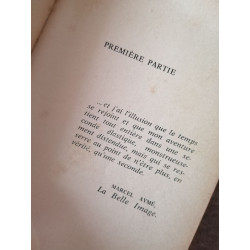 PREMIÈRE PARTIE
...et j'ai l'illusion que le temps
se rejoint et que mon aventure
tient tout entière dans une se-
conde élastique, monstrueuse-
ment distendue, mais qui se res-
serre au point de n'être plus, en
vérité, qu'une seconde.
MARCEL AYMÉ,
La Belle Image.